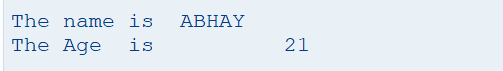 The name is  ABHAY
The Age  is          21